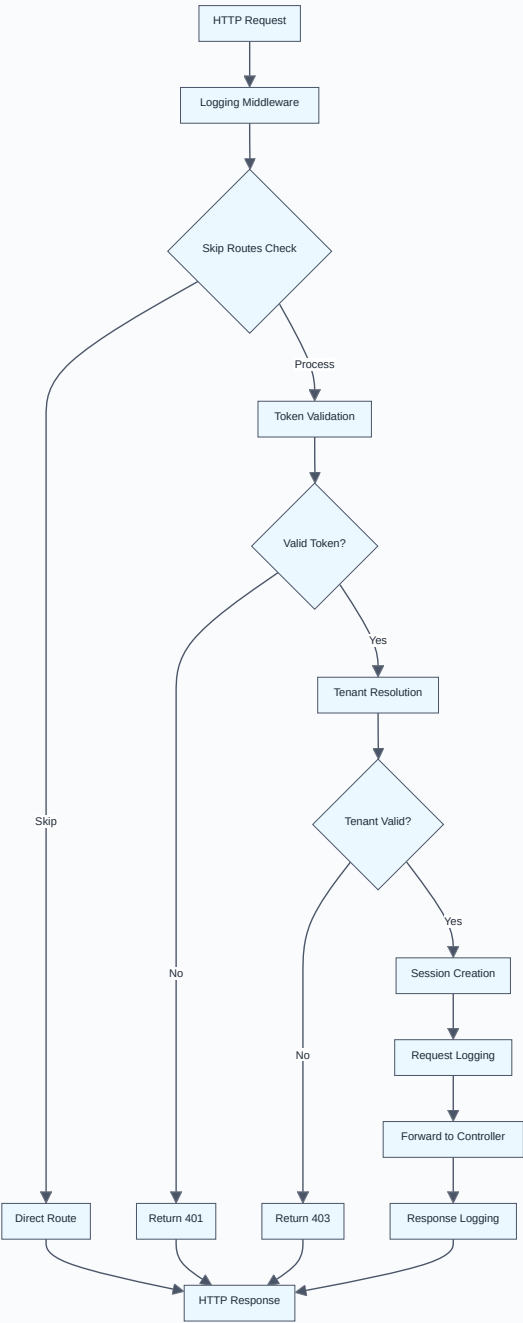 HTTP Request
Logging Middleware
Skip Routes Check
Process
Token Validation
Valid Token?
Yes
Tenant Resolution
Tenant Valid?
Skip
Yes
No
Session Creation
No
Request Logging
Forward to Controller
Direct Route
Return 401
Return 403
Response Logging
HTTP Response